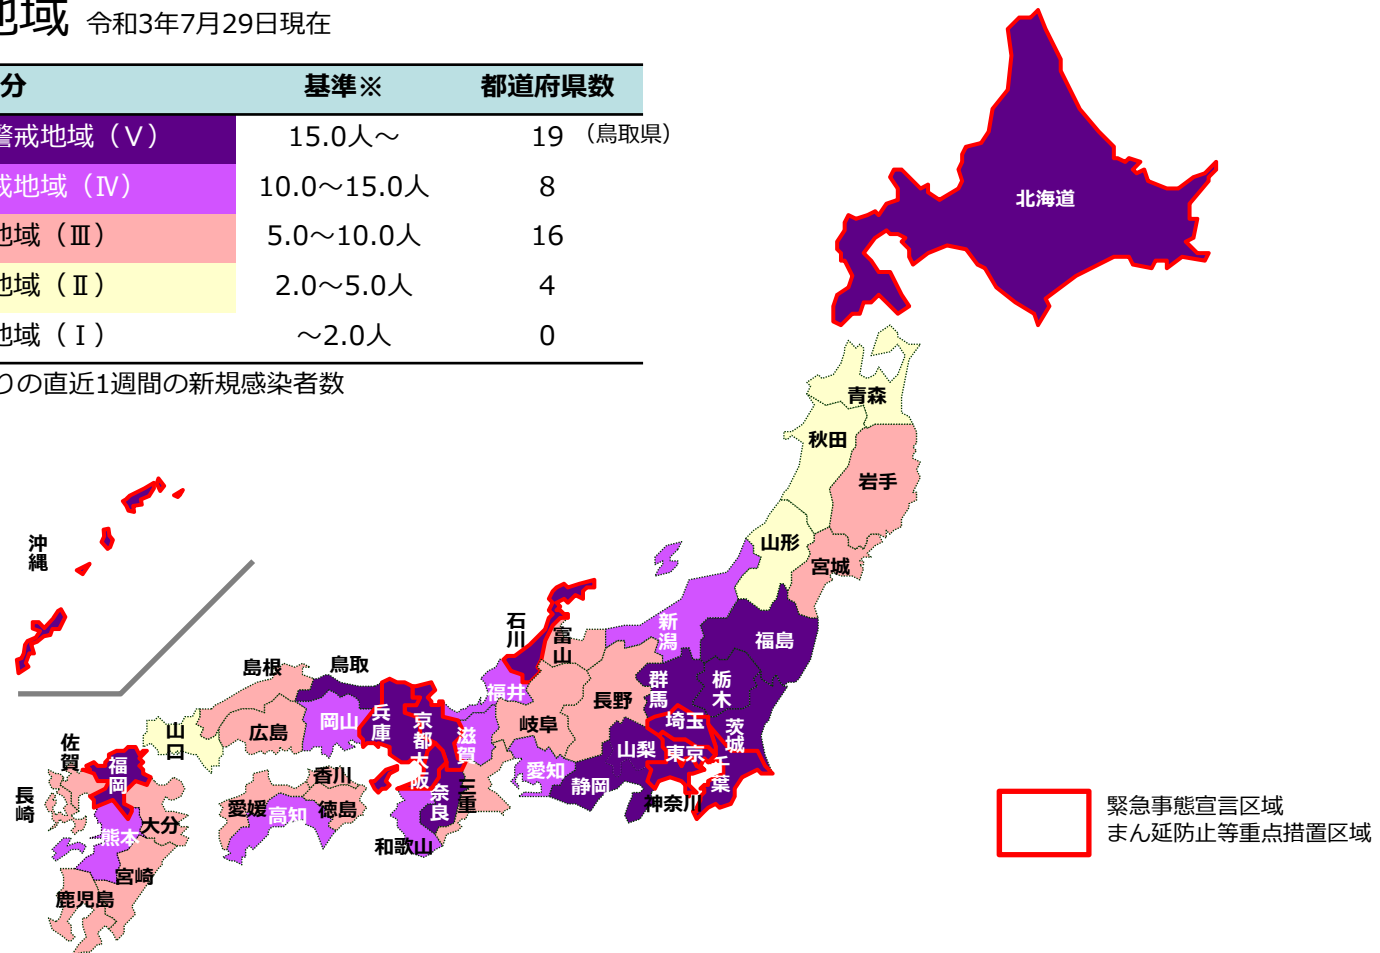 地域 令和3年7月29日現在
分 基準※ 都道府県数
警戒地域（Ⅴ） 15.0人～ 19 （鳥取県）
戒地域（Ⅳ） 10.0～15.0人 8
地域（Ⅲ） 5.0～10.0人 16
地域（Ⅱ） 2.0～5.0人 4
地域（Ⅰ） ～2.0人 0
りの直近1週間の新規感染者数
北海道
青森
秋田
岩手
山形
宮城
沖縄
石川
富山
新潟
福島
島根
鳥取
福井
長野
群馬
栃木
山口
広島
岡山
兵庫
京都
滋賀
岐阜
埼玉
茨城
佐賀
福岡
大阪
山梨
東京
千葉
長崎
香川
奈良
三重
愛知
静岡
神奈川
愛媛
高知
徳島
熊本
大分
和歌山
宮崎
鹿児島
緊急事態宣言区域
まん延防止等重点措置区域